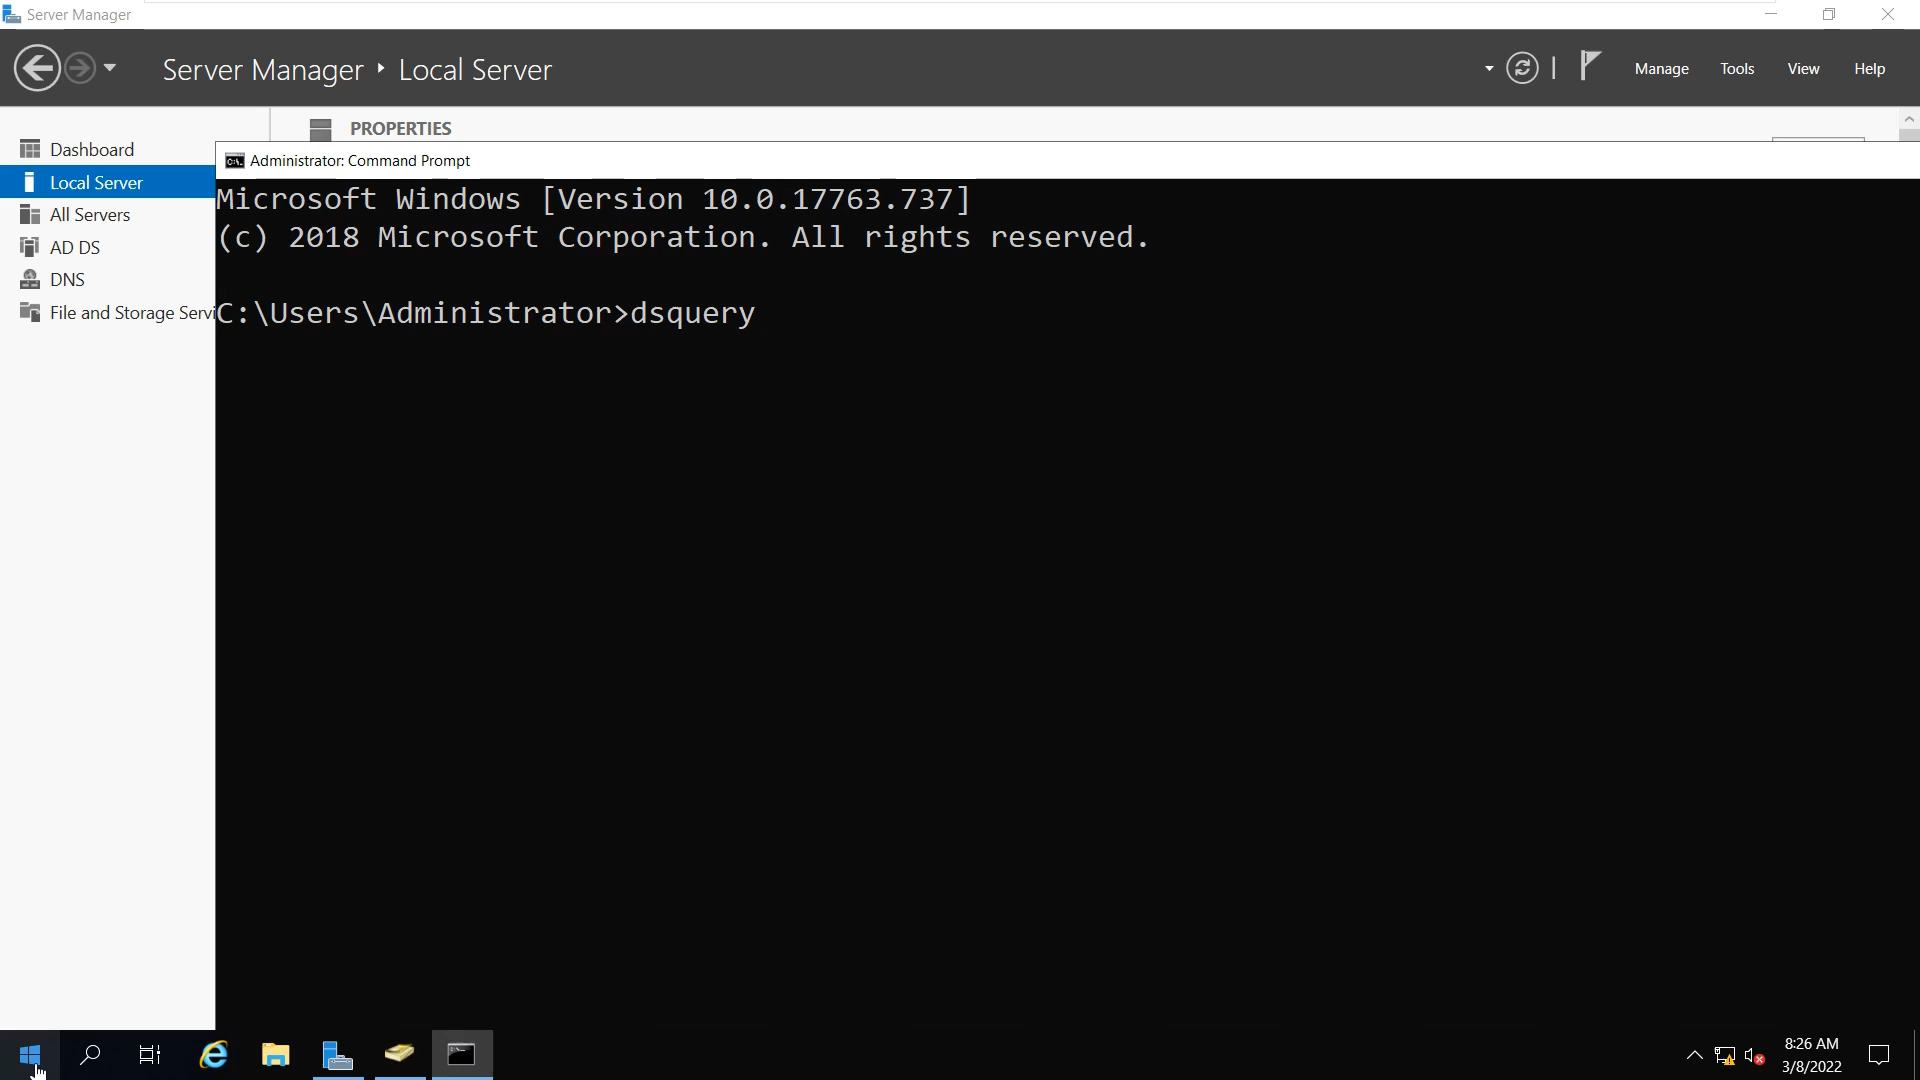 Server Manager
Server Manager ‣ Local Server
Manage Tools View Help
PROPERTIES
Dashboard
Local Server
All Servers
AD DS
DNS
File and Storage Servi
Administrator: Command Prompt
Microsoft Windows [Version 10.0.17763.737]
(c) 2018 Microsoft Corporation. All rights reserved.
C:\Users\Administrator>dsquery
8:26 AM
3/8/2022